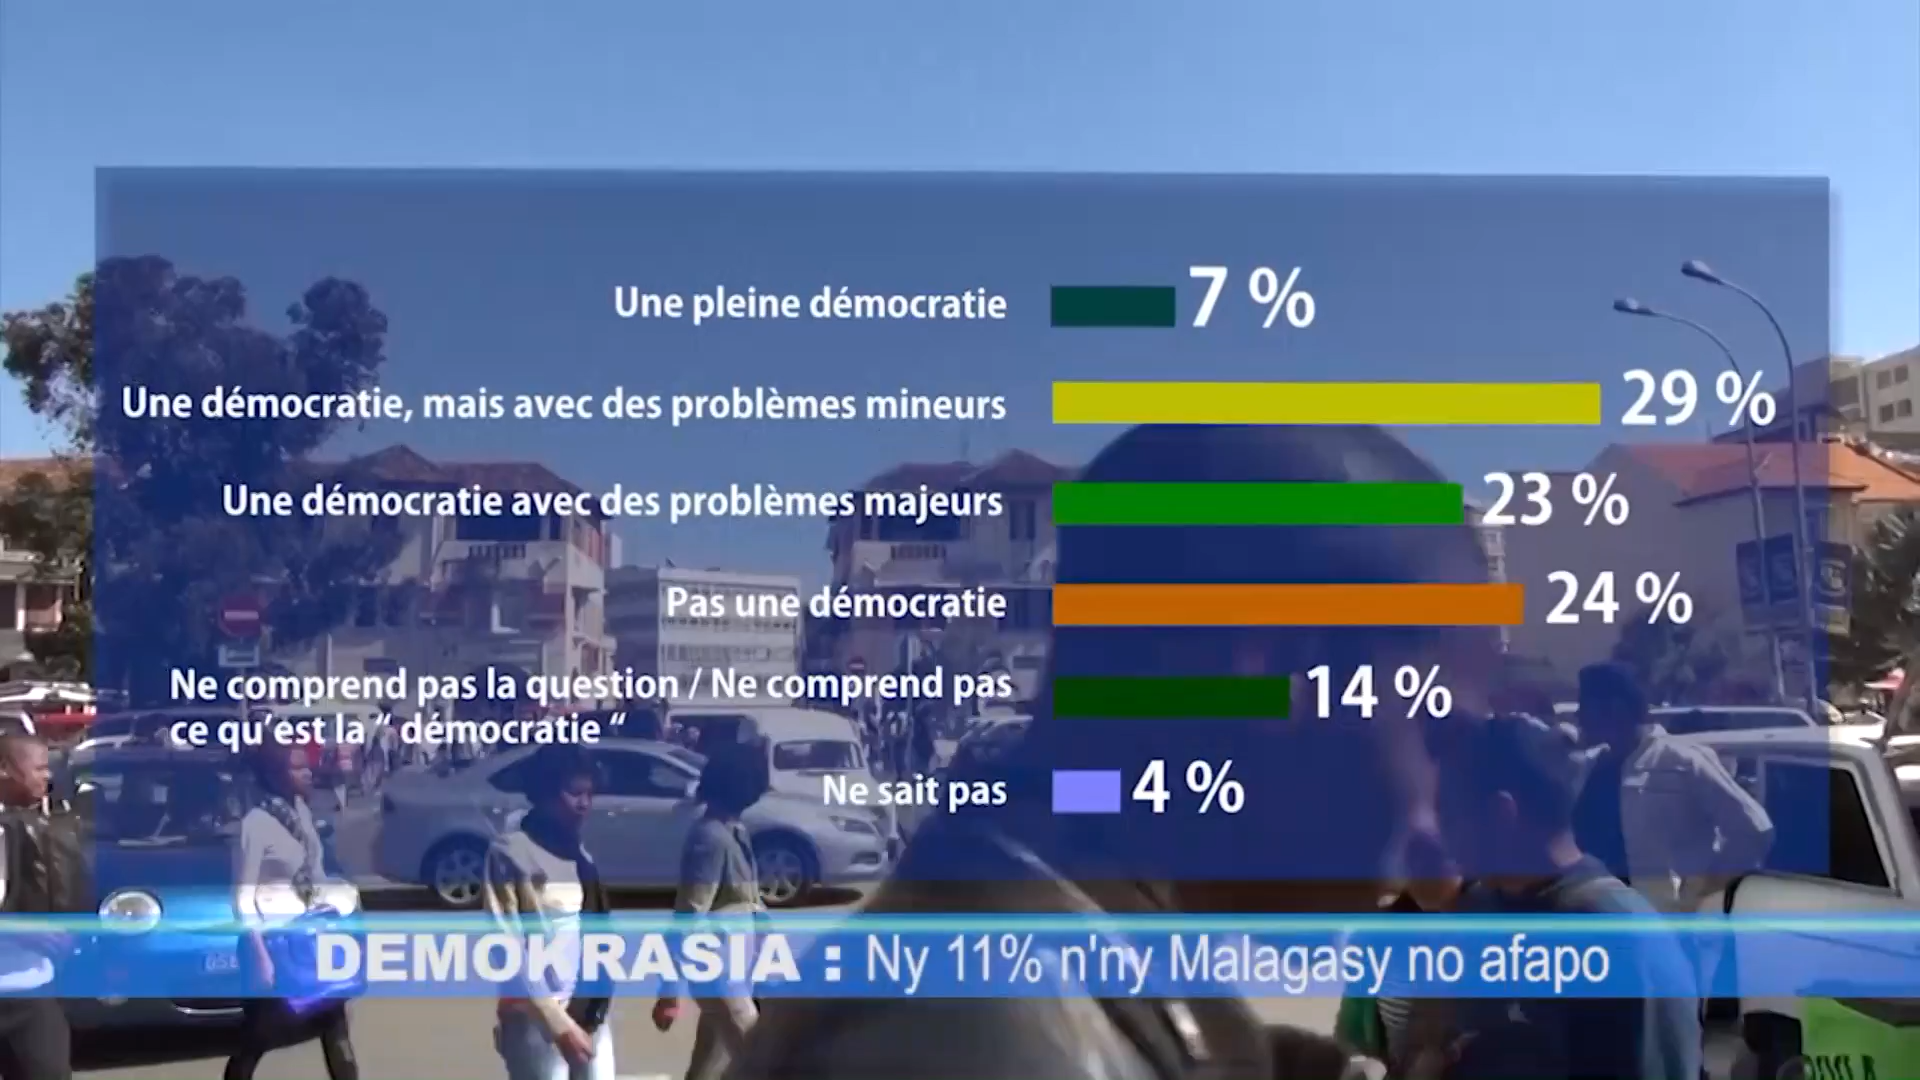 Une pleine démocratie 7 %
Une démocratie, mais avec des problèmes mineurs 29 %
Une démocratie avec des problèmes majeurs 23 %
Pas une démocratie 24 %
Ne comprend pas la question / Ne comprend pas 14 %
ce qu'est la “ démocratie “
Ne sait pas 4 %
DEMOKRASIA : Ny 11% n'ny Malagasy no afapo